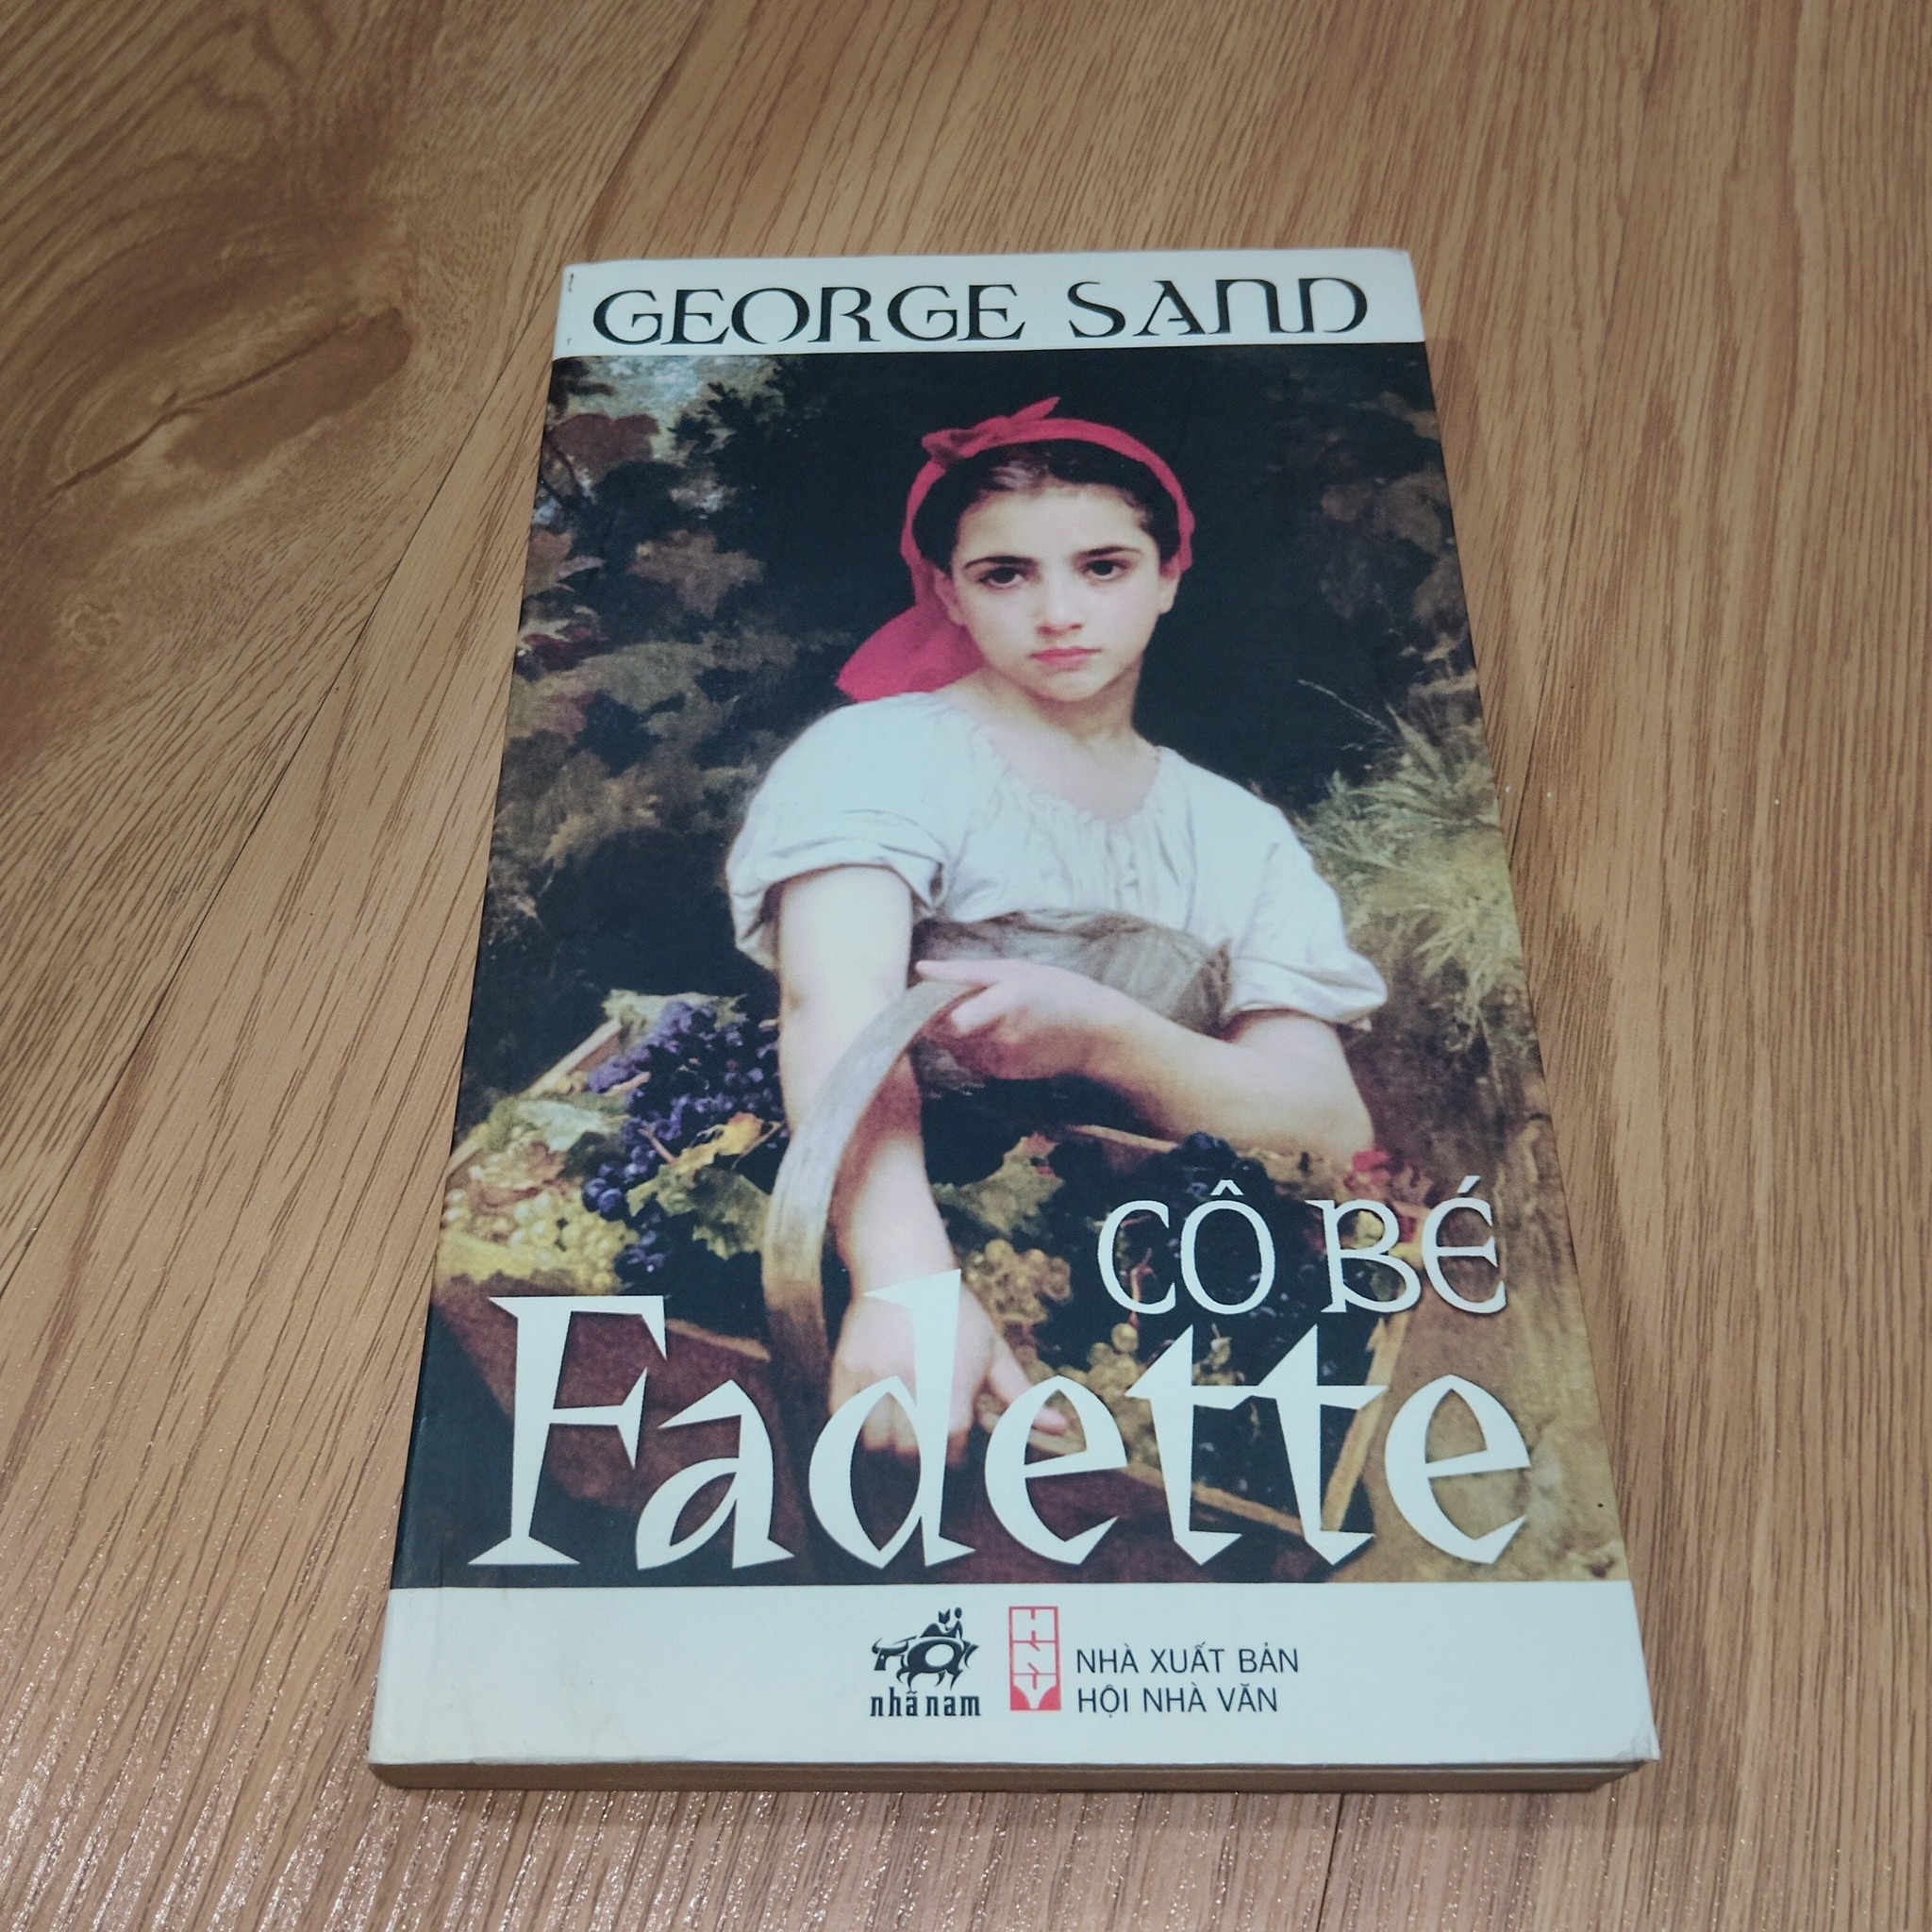 GEORGE SAND
CÔ BÉ
Fadette
nhã nam
NHÀ XUẤT BẢN
HỘI NHÀ VĂN